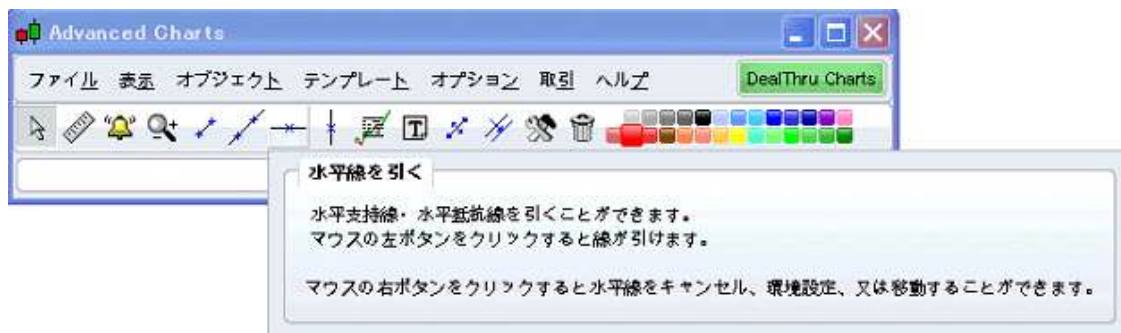 Advanced Charts
ファイル 表示 オブジェクト テンプレート オプション 取引 ヘルプ DealThru Charts
水平線を引く
水平支持線・水平抵抗線を引くことができます。
マウスの左ボタンをクリックすると線が引けます。
マウスの右ボタンをクリックすると水平線をキャンセル、環境設定、又は移動することができます。